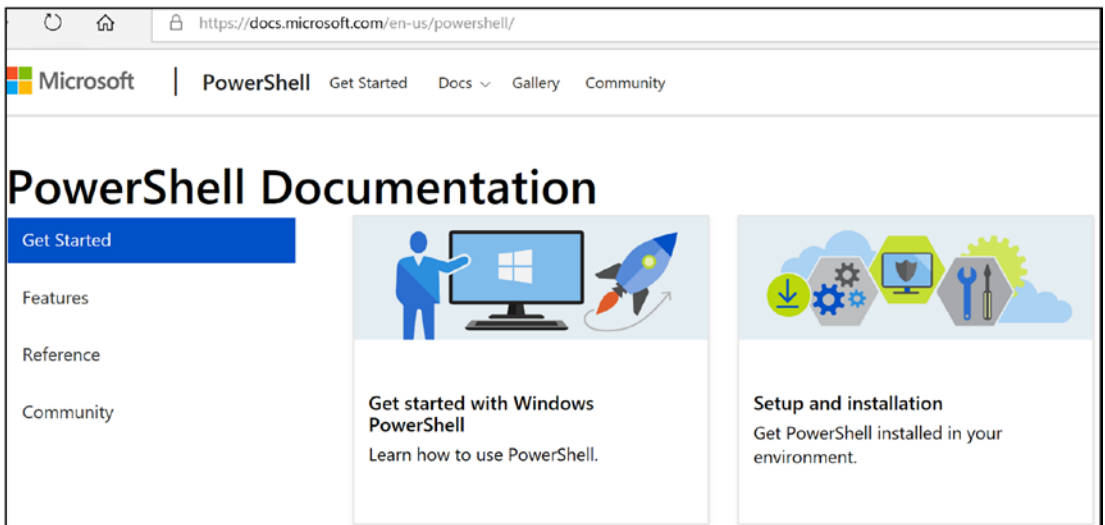 https://docs.microsoft.com/en-us/powershell/
Microsoft | PowerShell Get Started Docs Gallery Community
PowerShell Documentation
Get Started
Features
Reference
Community
Get started with Windows
PowerShell
Learn how to use PowerShell.
Setup and installation
Get PowerShell installed in your
environment.